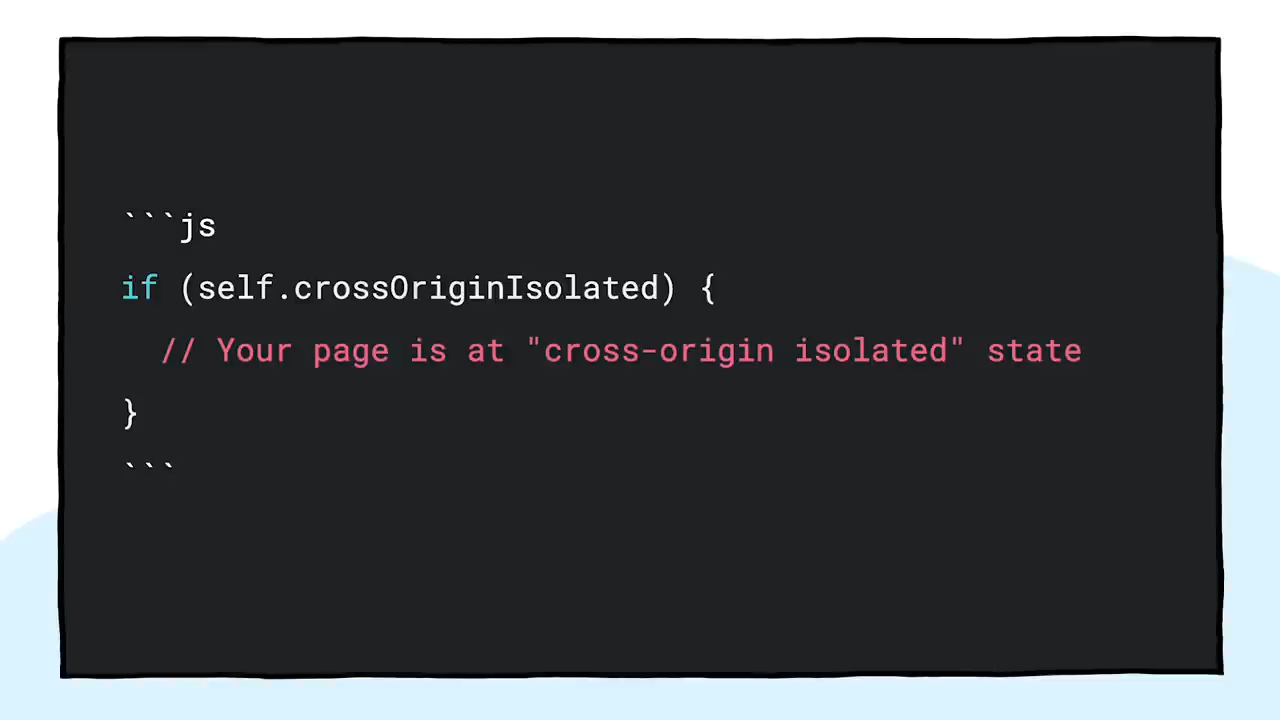 ```js
if (self.crossOriginIsolated) {
  // Your page is at "cross-origin isolated" state
}
```